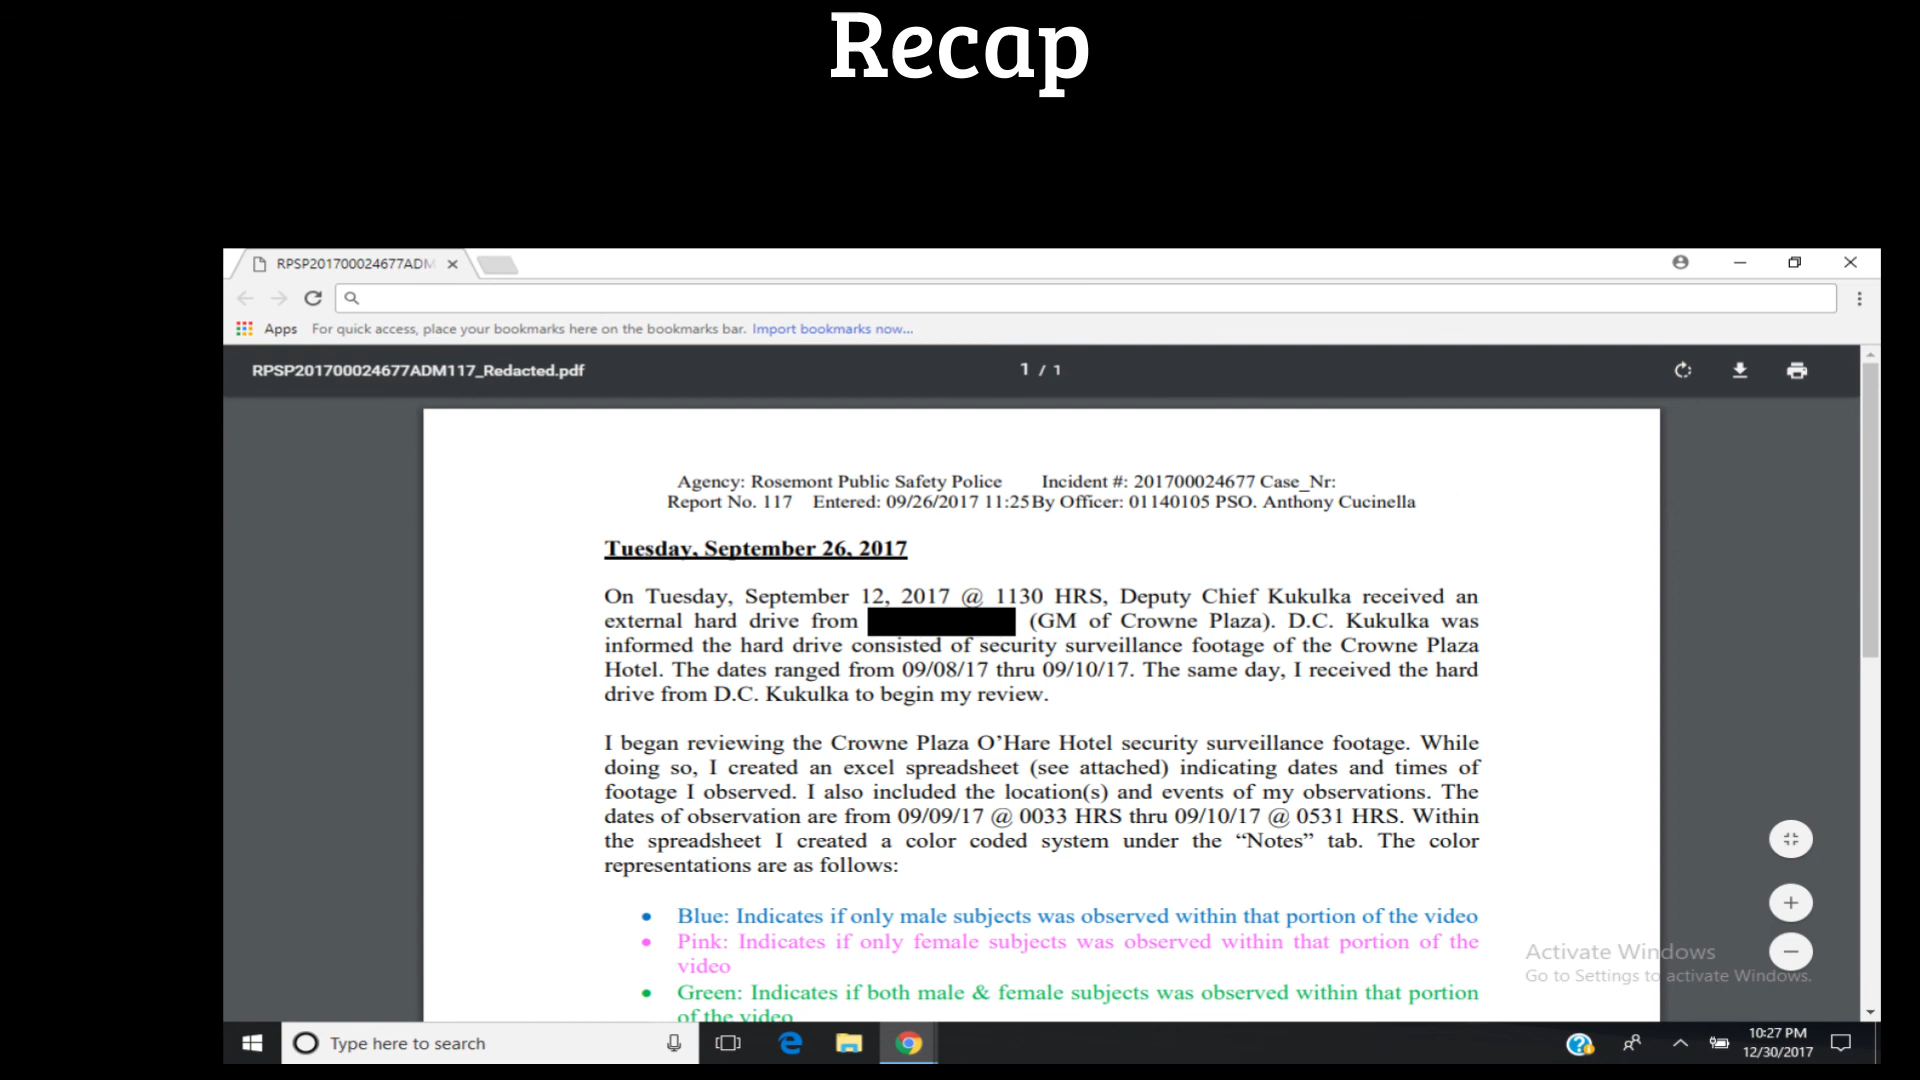 Recap
RPSP201700024677ADM
Apps For quick access, place your bookmarks here on the bookmarks bar. Import bookmarks now...
RPSP201700024677ADM117_Redacted.pdf 1 / 1
Agency: Rosemont Public Safety Police Incident #: 201700024677 Case_Nr:
Report No. 117 Entered: 09/26/2017 11:25 By Officer: 01140105 PSO. Anthony Cucinella
Tuesday, September 26, 2017
On Tuesday, September 12, 2017 @ 1130 HRS, Deputy Chief Kukulka received an
external hard drive from (GM of Crowne Plaza). D.C. Kukulka was
informed the hard drive consisted of security surveillance footage of the Crowne Plaza
Hotel. The dates ranged from 09/08/17 thru 09/10/17. The same day, I received the hard
drive from D.C. Kukulka to begin my review.
I began reviewing the Crowne Plaza O’Hare Hotel security surveillance footage. While
doing so, I created an excel spreadsheet (see attached) indicating dates and times of
footage I observed. I also included the location(s) and events of my observations. The
dates of observation are from 09/09/17 @ 0033 HRS thru 09/10/17 @ 0531 HRS. Within
the spreadsheet I created a color coded system under the “Notes” tab. The color
representations are as follows:
• Blue: Indicates if only male subjects was observed within that portion of the video
• Pink: Indicates if only female subjects was observed within that portion of the
video
• Green: Indicates if both male & female subjects was observed within that portion
of the video
Activate Windows
Go to Settings to activate Windows.
Type here to search
10:27 PM
12/30/2017